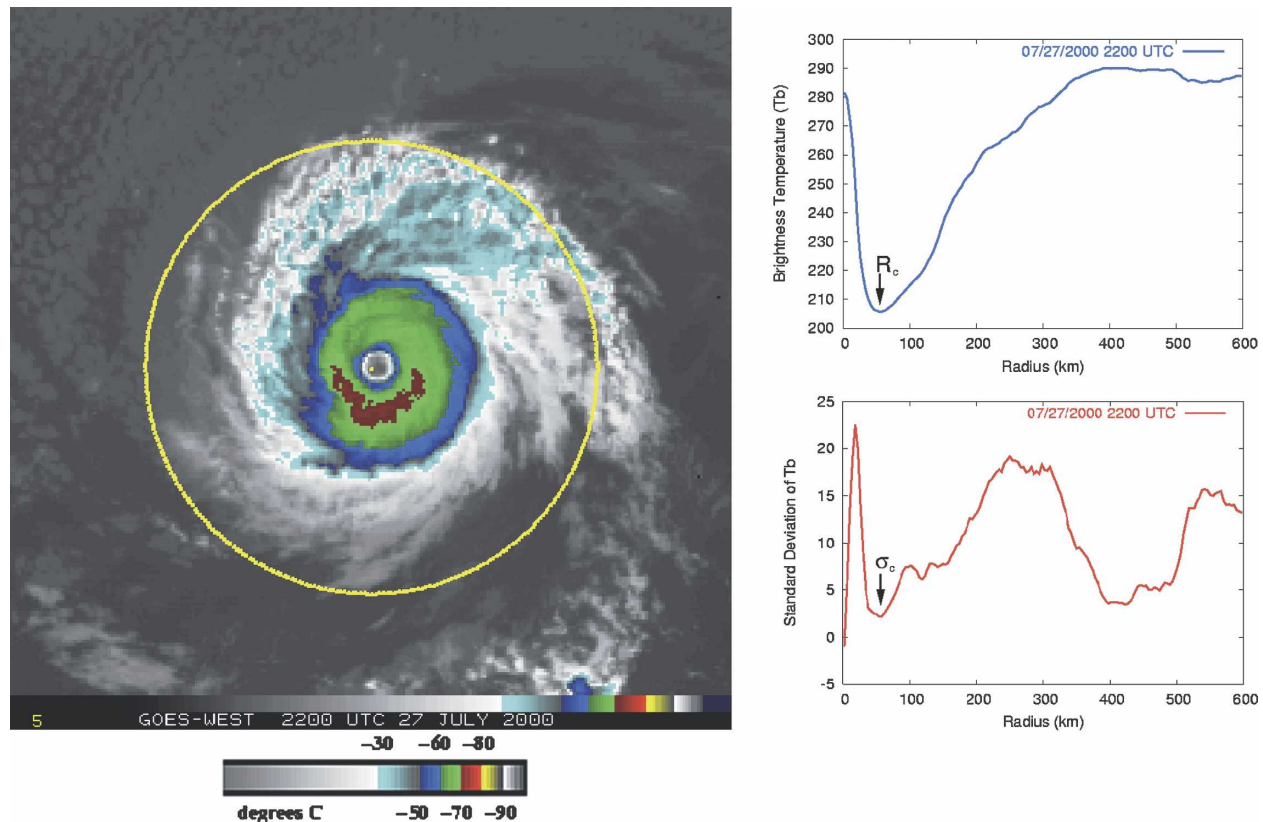 5 GOES-WEST 2200 UTC 27 JULY 2000
-30 -60 -80
degrees C -50 -70 -90
07/27/2000 2200 UTC
Brightness Temperature (Tb)
300
290
280
270
260
250
240
230
220
210
200
Rc
0 100 200 300 400 500 600
Radius (km)
07/27/2000 2200 UTC
Standard Deviation of Tb
25
20
15
10
5
0
-5
σc
0 100 200 300 400 500 600
Radius (km)